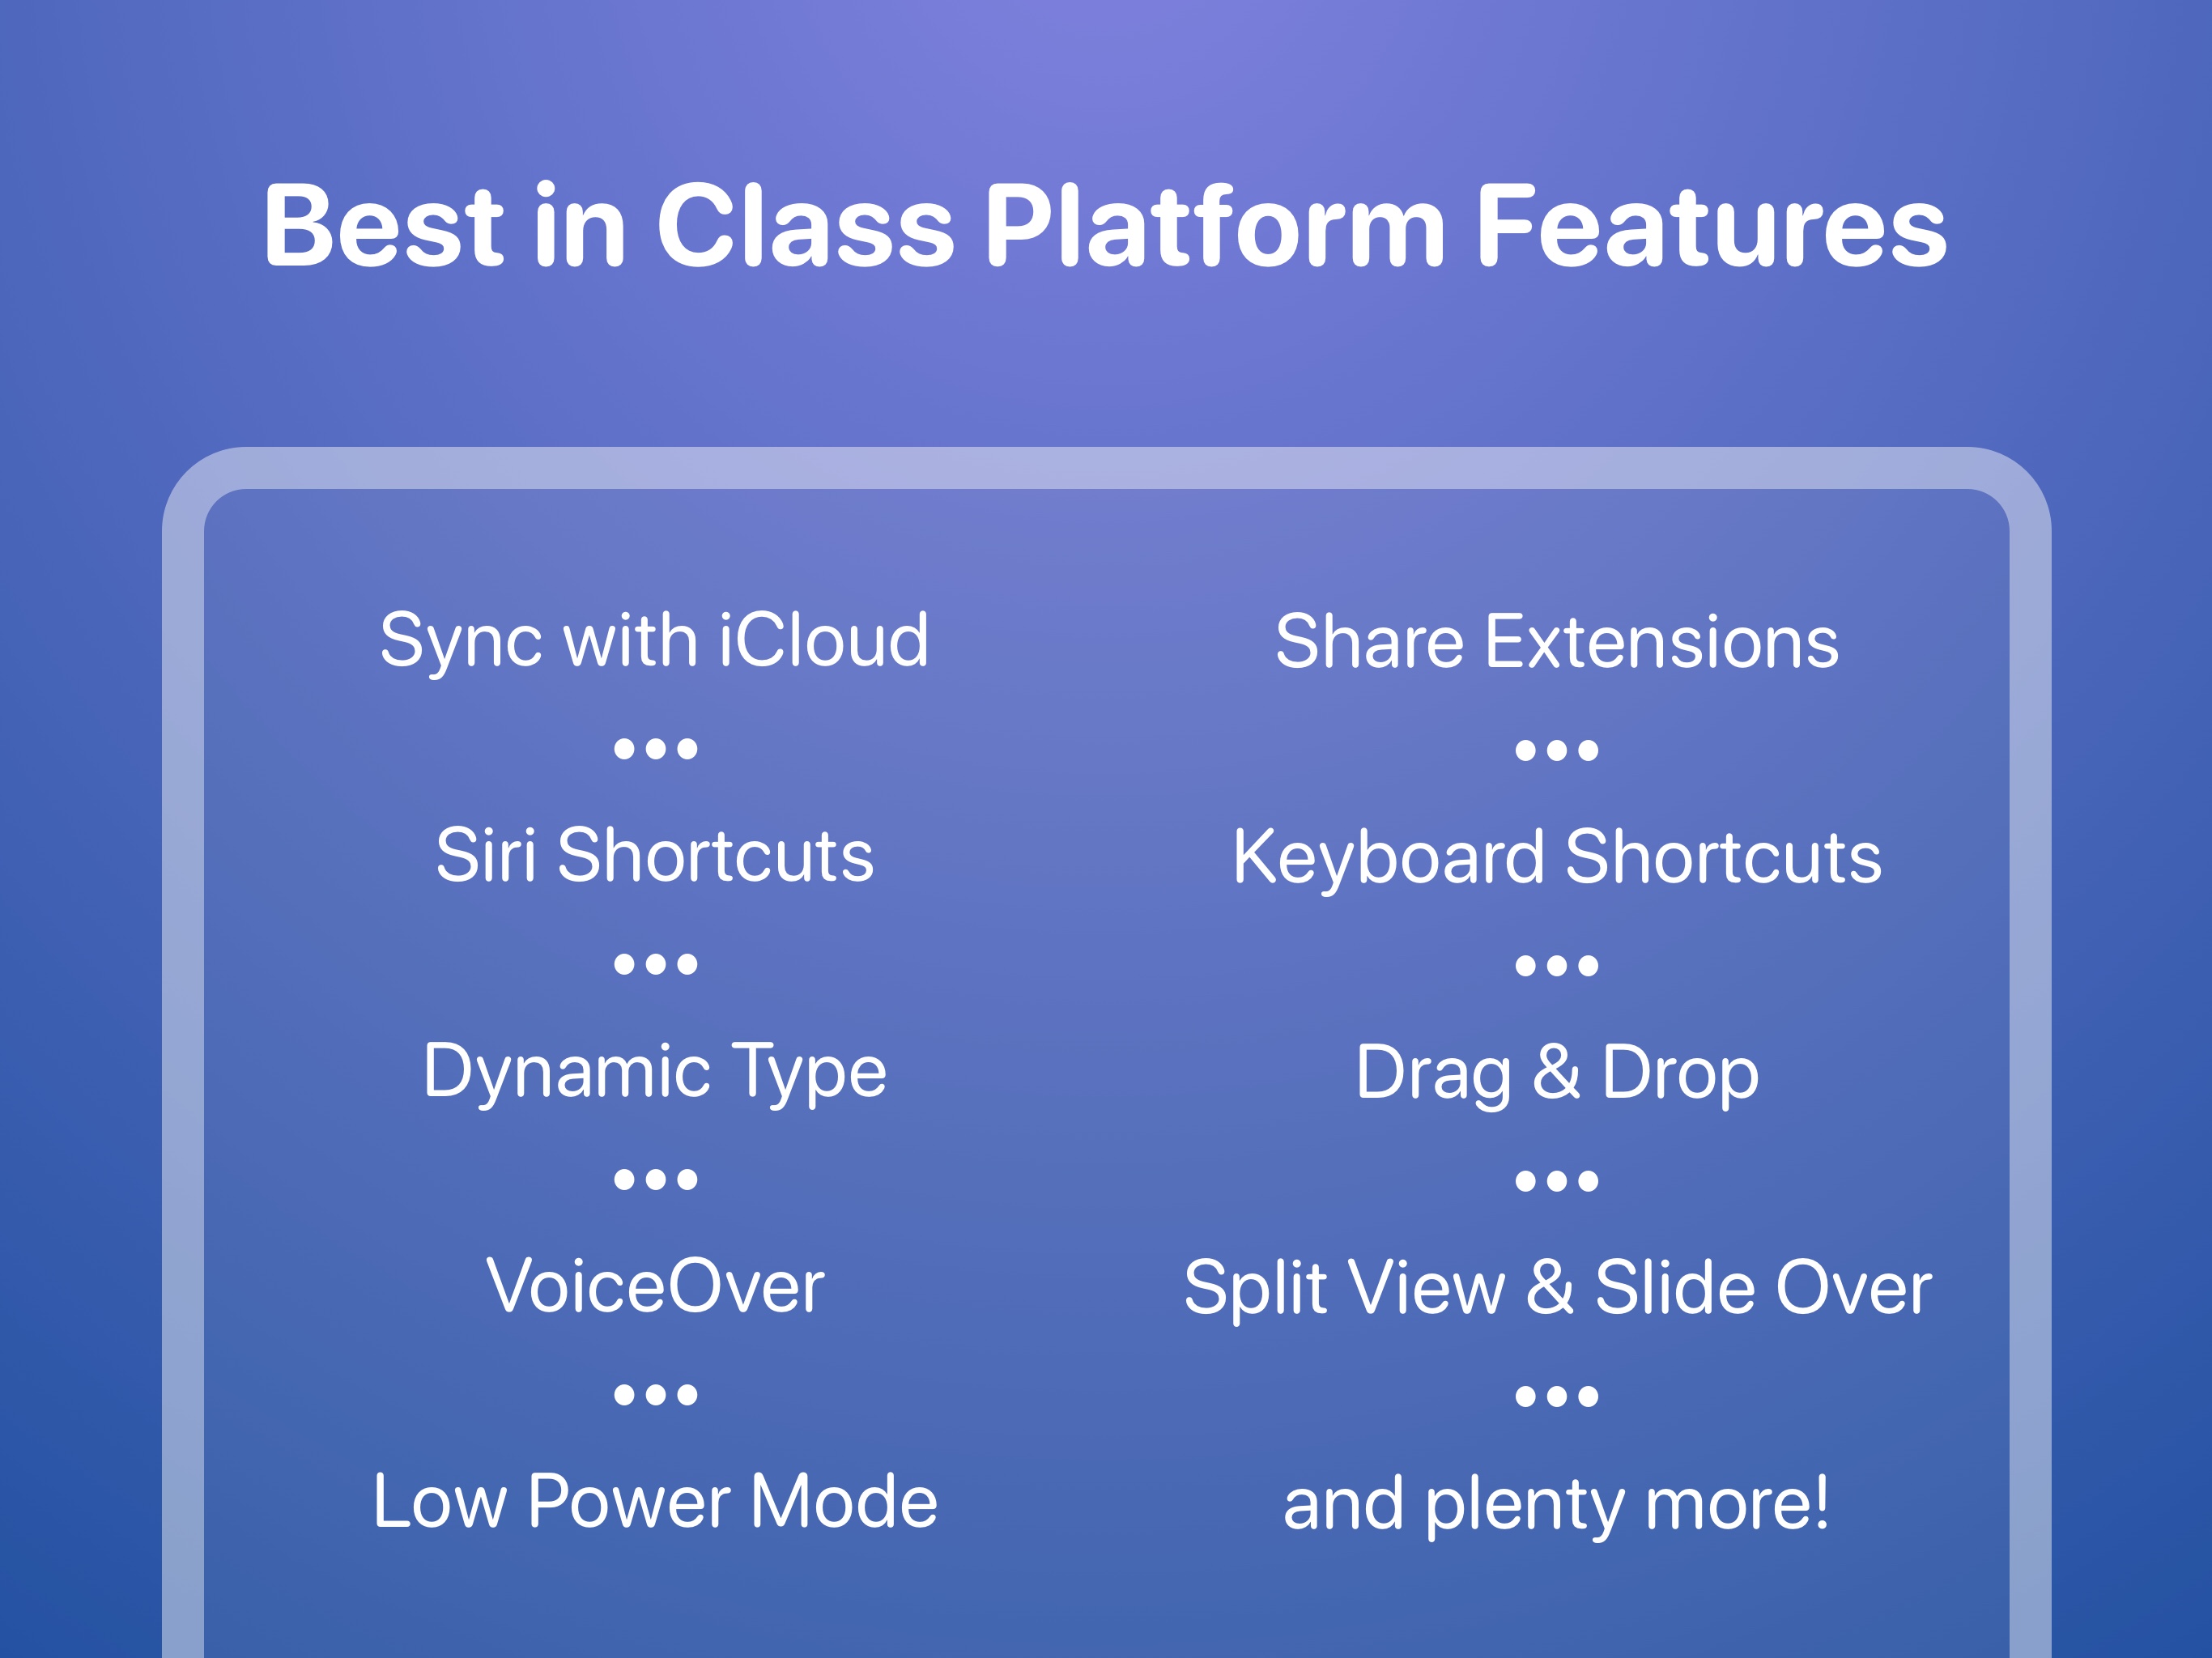 Best in Class Platform Features
Sync with iCloud
•••
Siri Shortcuts
•••
Dynamic Type
•••
VoiceOver
•••
Low Power Mode
Share Extensions
•••
Keyboard Shortcuts
•••
Drag & Drop
•••
Split View & Slide Over
•••
and plenty more!